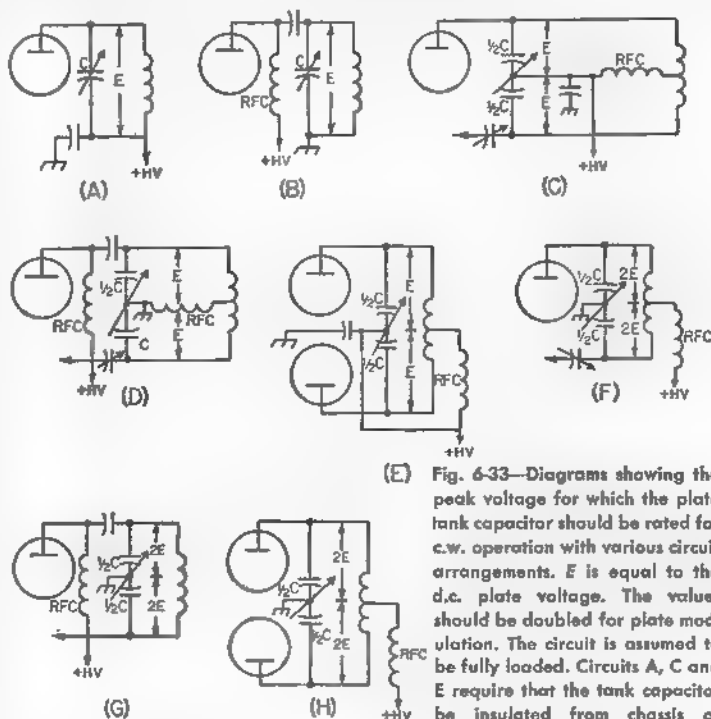 C
E
RFC
+HV
(A)
RFC
C
E
+HV
(B)
½C
½C
E
E
RFC
+HV
(C)
RFC
½C
C
E
E
RFC
+HV
(D)
½C
½C
E
E
RFC
+HV
(E)
½C
½C
2E
2E
RFC
+HV
(F)
RFC
½C
½C
2E
2E
+HV
(G)
½C
½C
2E
2E
RFC
+HV
(H)
Fig. 6-33—Diagrams showing the
peak voltage for which the plate
tank capacitor should be rated for
c.w. operation with various circuit
arrangements. E is equal to the
d.c. plate voltage. The values
should be doubled for plate mod
ulation. The circuit is assumed to
be fully loaded. Circuits A, C and
E require that the tank capacitor
be insulated from chassis or